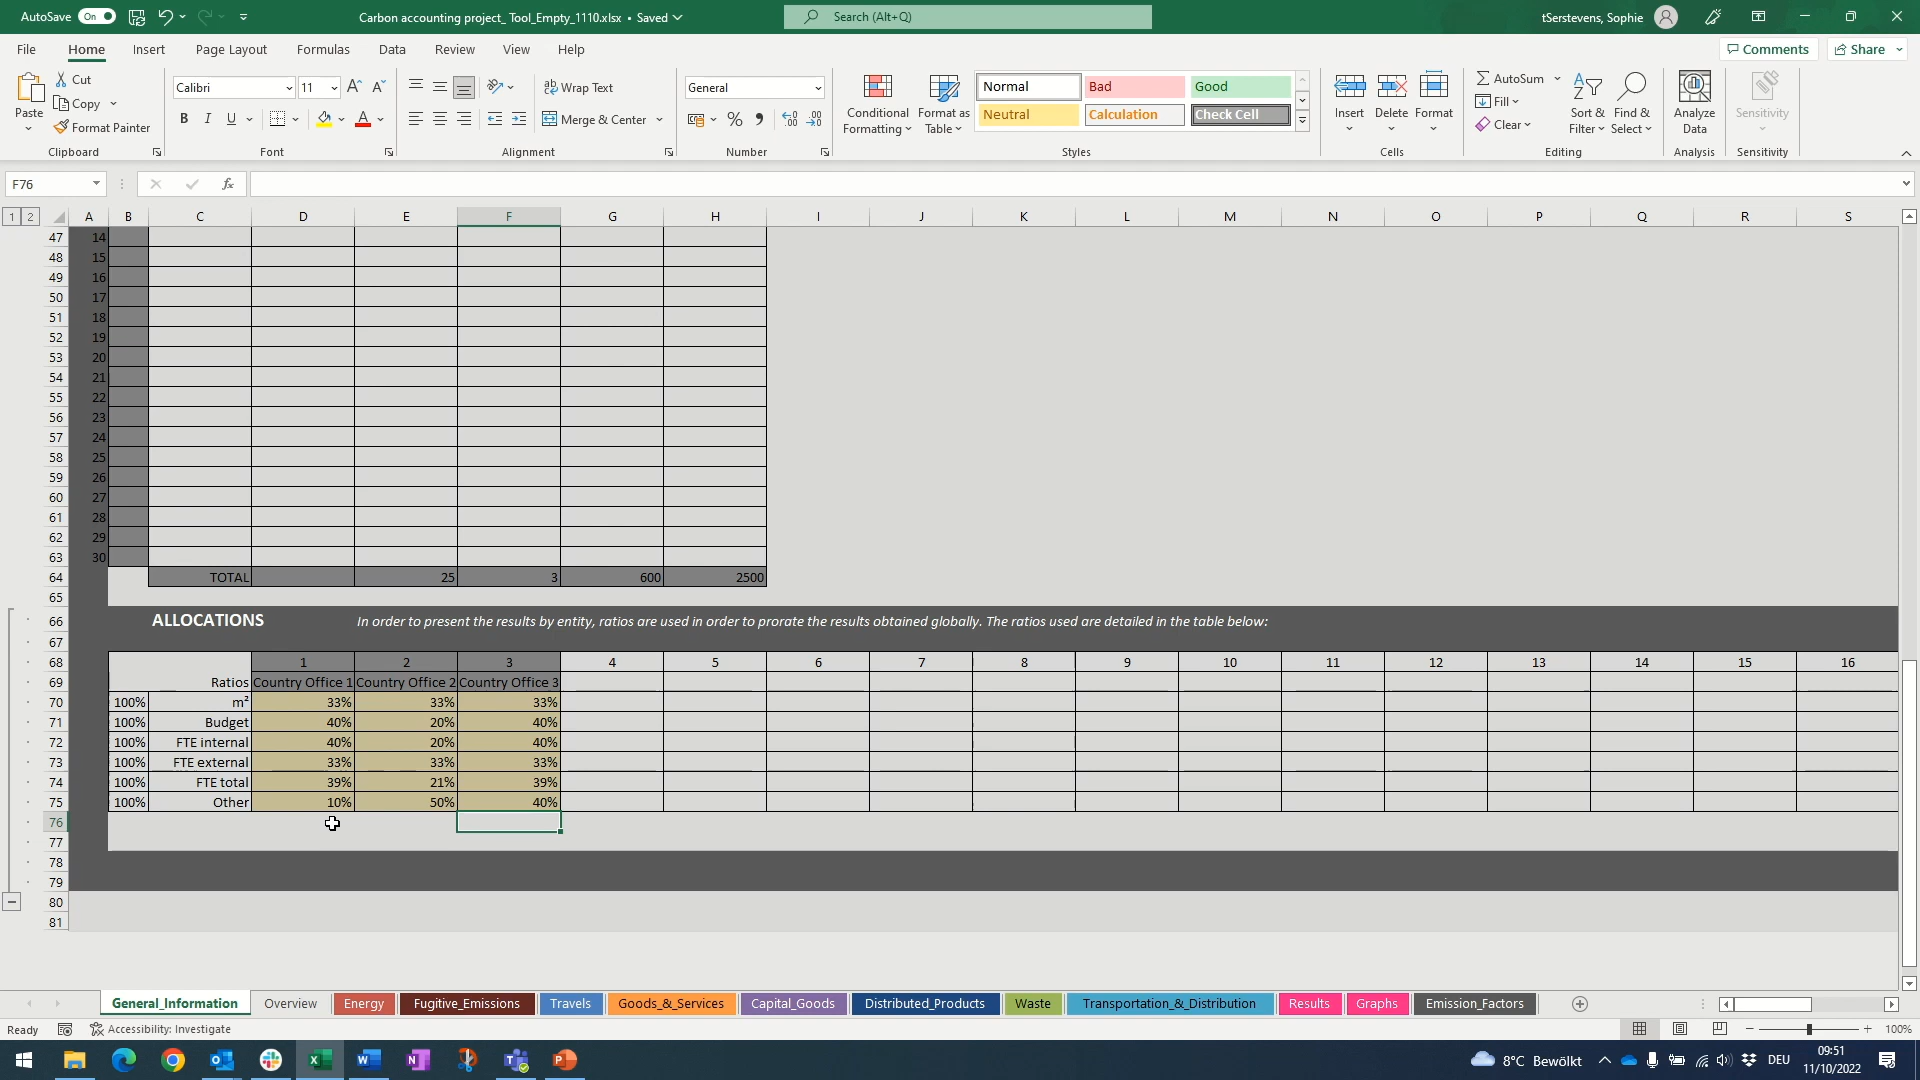 AutoSave On Carbon accounting project_ Tool_Empty_1110.xlsx • Saved Search (Alt+Q) tSerstevens, Sophie
File Home Insert Page Layout Formulas Data Review View Help Comments Share
Paste Cut Copy Format Painter Clipboard
Calibri 11 A A B I U A Font
Wrap Text Merge & Center Alignment
General % Number
Conditional Formatting Format as Table Normal Bad Good Neutral Calculation Check Cell Styles
Insert Delete Format Cells
AutoSum Fill Clear Sort & Filter Find & Select Editing
Analyze Data Analysis Sensitivity Sensitivity
F76 fx
1 2 A B C D E F G H I J K L M N O P Q R S
47 14
48 15
49 16
50 17
51 18
52 19
53 20
54 21
55 22
56 23
57 24
58 25
59 26
60 27
61 28
62 29
63 30
64 TOTAL 25 3 600 2500
65
66 ALLOCATIONS In order to present the results by entity, ratios are used in order to prorate the results obtained globally. The ratios used are detailed in the table below:
67
68 1 2 3 4 5 6 7 8 9 10 11 12 13 14 15 16
69 Ratios Country Office 1 Country Office 2 Country Office 3
70 100% m² 33% 33% 33%
71 100% Budget 40% 20% 40%
72 100% FTE internal 40% 20% 40%
73 100% FTE external 33% 33% 33%
74 100% FTE total 39% 21% 39%
75 100% Other 10% 50% 40%
76
77
78
79
80
81
General_Information Overview Energy Fugitive_Emissions Travels Goods_&_Services Capital_Goods Distributed_Products Waste Transportation_&_Distribution Results Graphs Emission_Factors
Ready Accessibility: Investigate 100%
8°C Bewölkt DEU 09:51
11/10/2022